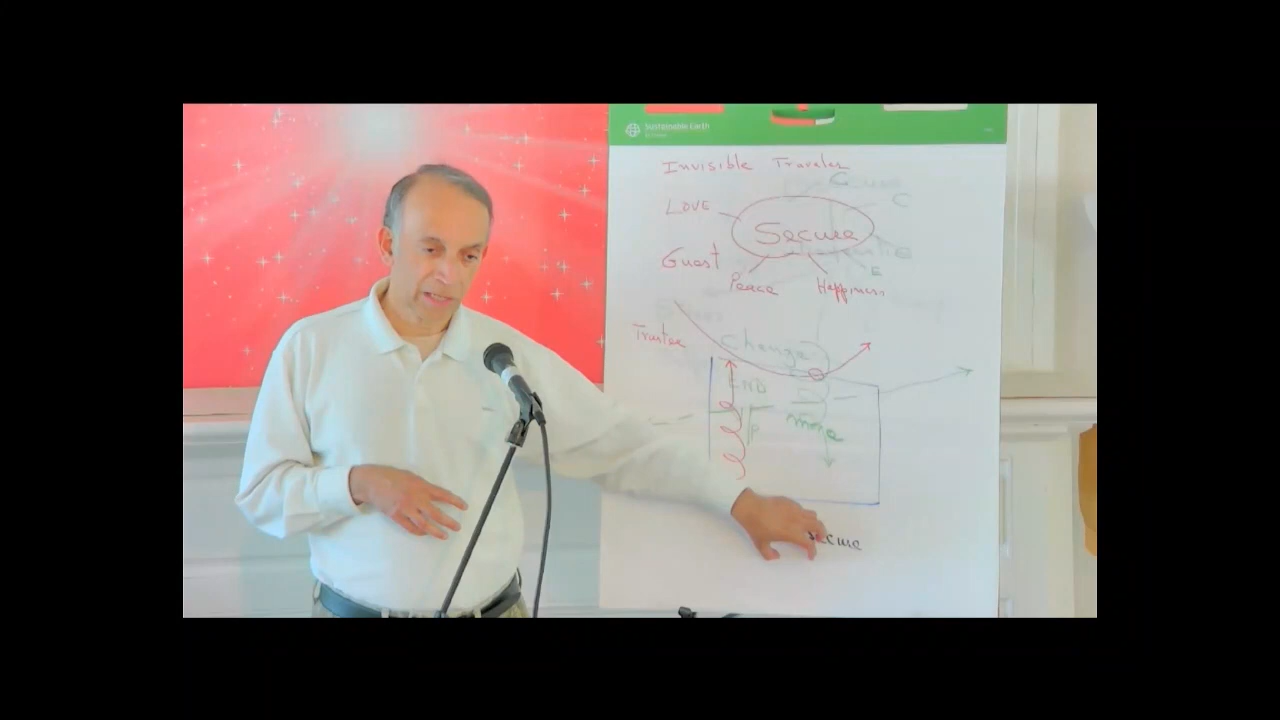 Sustainable Earth
Invisible Traveler
LOVE
Secure
Guest
Peace
Happiness
Trustee
Change
END
more
P
secure